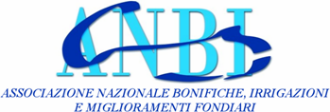 ANBI
ASSOCIAZIONE NAZIONALE BONIFICHE, IRRIGAZIONI
E MIGLIORAMENTI FONDIARI